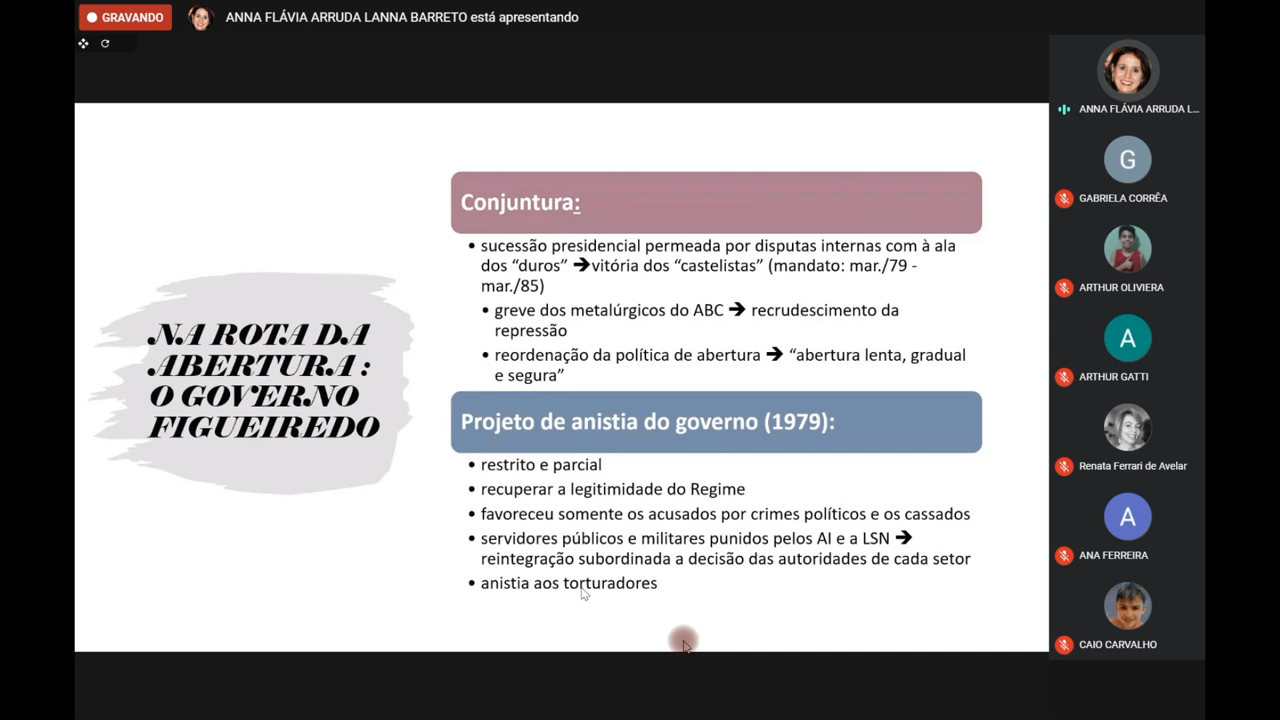 GRAVANDO
ANNA FLÁVIA ARRUDA LANNA BARRETO está apresentando
NA ROTA DA
ABERTURA :
O GOVERNO
FIGUEIREDO
Conjuntura:
• sucessão presidencial permeada por disputas internas com à ala
dos “duros” ➔vitória dos “castelistas” (mandato: mar./79 -
mar./85)
• greve dos metalúrgicos do ABC ➔ recrudescimento da
repressão
• reordenação da política de abertura ➔ “abertura lenta, gradual
e segura”
Projeto de anistia do governo (1979):
• restrito e parcial
• recuperar a legitimidade do Regime
• favoreceu somente os acusados por crimes políticos e os cassados
• servidores públicos e militares punidos pelos AI e a LSN ➔
reintegração subordinada a decisão das autoridades de cada setor
• anistia aos torturadores
ANNA FLÁVIA ARRUDA L...
G
GABRIELA CORRÊA
ARTHUR OLIVIERA
A
ARTHUR GATTI
Renata Ferrari de Avelar
A
ANA FERREIRA
CAIO CARVALHO